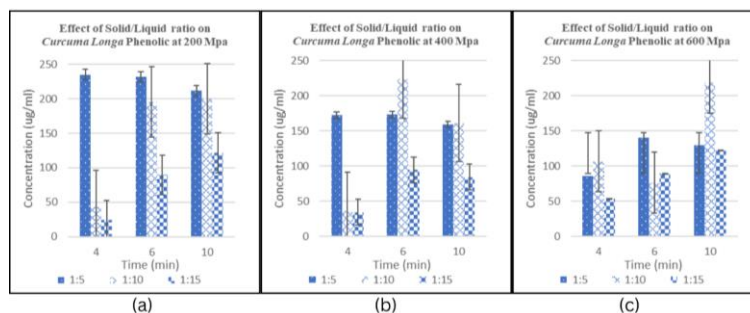 Effect of Solid/Liquid ratio on
Curcuma Longa Phenolic at 200 Mpa
Concentration (ug/ml)
250
200
150
100
50
0
4 6 10
Time (min)
1:5 1:10 1:15
(a)
Effect of Solid/Liquid ratio on
Curcuma Longa Phenolic at 400 Mpa
Concentration (ug/ml)
250
200
150
100
50
0
4 6 10
Time (min)
1:5 1:10 1:15
(b)
Effect of Solid/Liquid ratio on
Curcuma Longa Phenolic at 600 Mpa
Concentration (ug/ml)
250
200
150
100
50
0
4 6 10
Time (min)
1:5 1:10 1:15
(c)